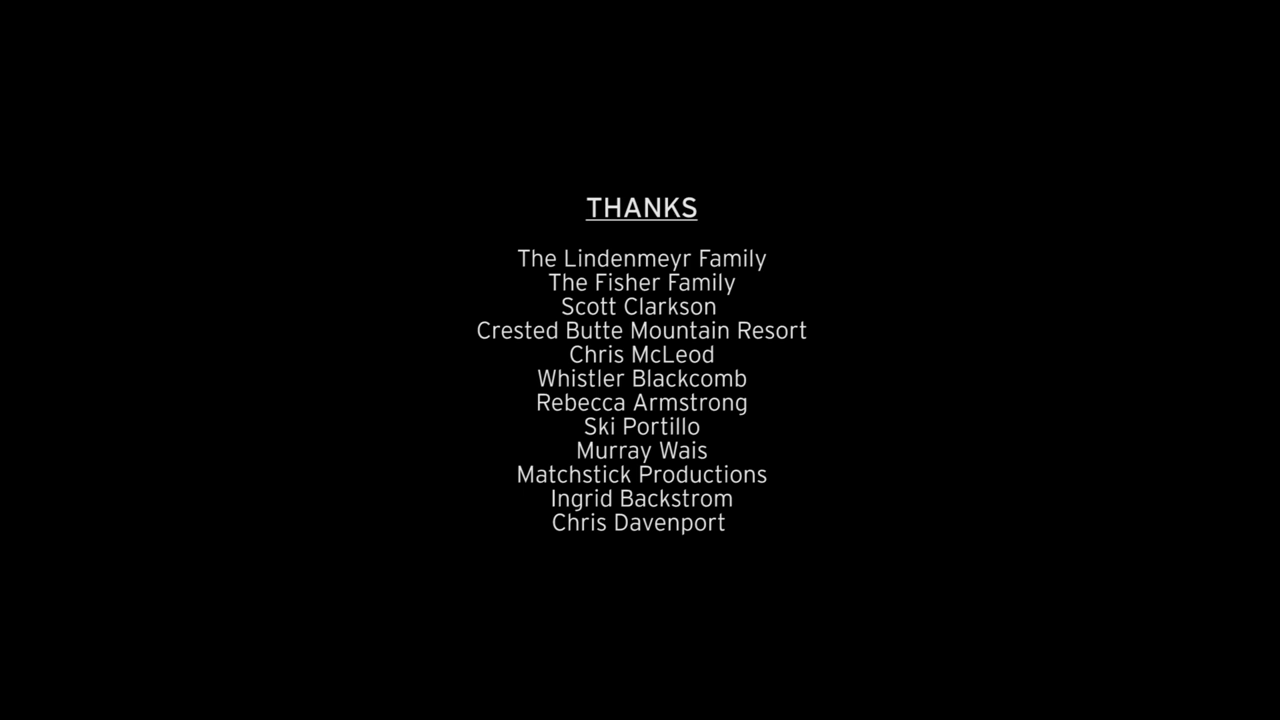 THANKS
The Lindenmeyr Family
The Fisher Family
Scott Clarkson
Crested Butte Mountain Resort
Chris McLeod
Whistler Blackcomb
Rebecca Armstrong
Ski Portillo
Murray Wais
Matchstick Productions
Ingrid Backstrom
Chris Davenport